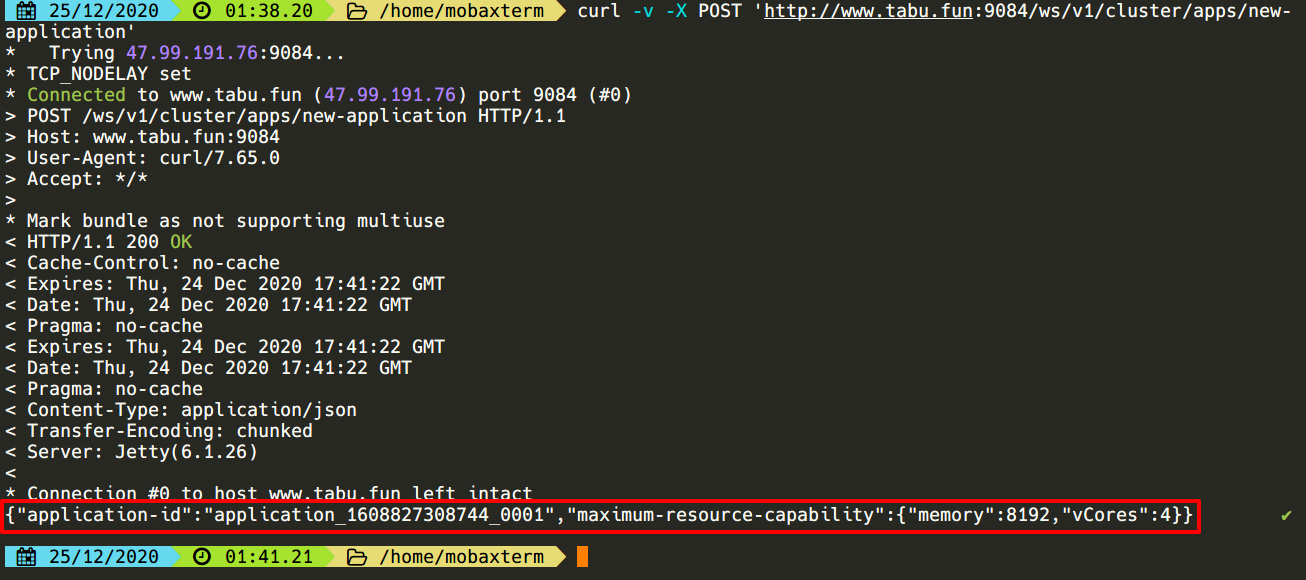 25/12/2020 01:38.20 /home/mobaxterm curl -v -X POST 'http://www.tabu.fun:9084/ws/v1/cluster/apps/new-
application'
*   Trying 47.99.191.76:9084...
* TCP_NODELAY set
* Connected to www.tabu.fun (47.99.191.76) port 9084 (#0)
> POST /ws/v1/cluster/apps/new-application HTTP/1.1
> Host: www.tabu.fun:9084
> User-Agent: curl/7.65.0
> Accept: */*
>
* Mark bundle as not supporting multiuse
< HTTP/1.1 200 OK
< Cache-Control: no-cache
< Expires: Thu, 24 Dec 2020 17:41:22 GMT
< Date: Thu, 24 Dec 2020 17:41:22 GMT
< Pragma: no-cache
< Expires: Thu, 24 Dec 2020 17:41:22 GMT
< Date: Thu, 24 Dec 2020 17:41:22 GMT
< Pragma: no-cache
< Content-Type: application/json
< Transfer-Encoding: chunked
< Server: Jetty(6.1.26)
<
* Connection #0 to host www.tabu.fun left intact
{"application-id":"application_1608827308744_0001","maximum-resource-capability":{"memory":8192,"vCores":4}} ✔
25/12/2020 01:41.21 /home/mobaxterm